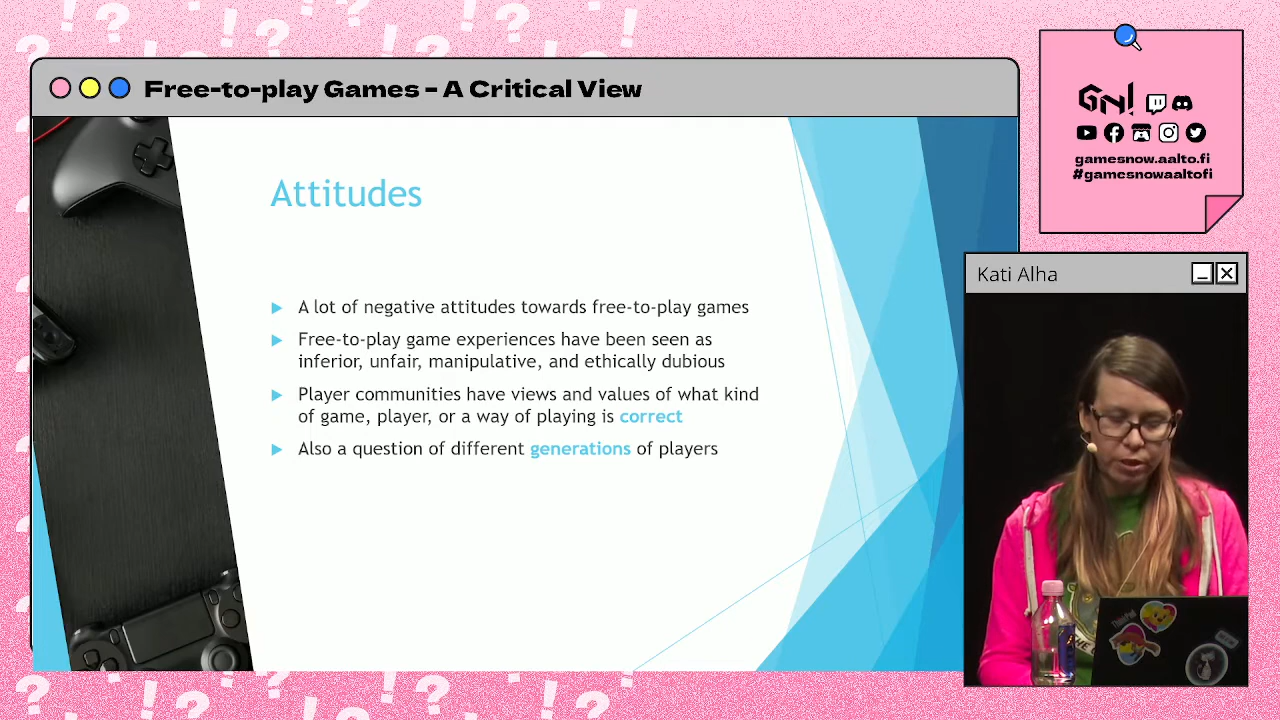 Free-to-play Games – A Critical View
GN!
gamesnow.aalto.fi
#gamesnowaaltofi
Attitudes
A lot of negative attitudes towards free-to-play games
Free-to-play game experiences have been seen as
inferior, unfair, manipulative, and ethically dubious
Player communities have views and values of what kind
of game, player, or a way of playing is correct
Also a question of different generations of players
Kati Alha